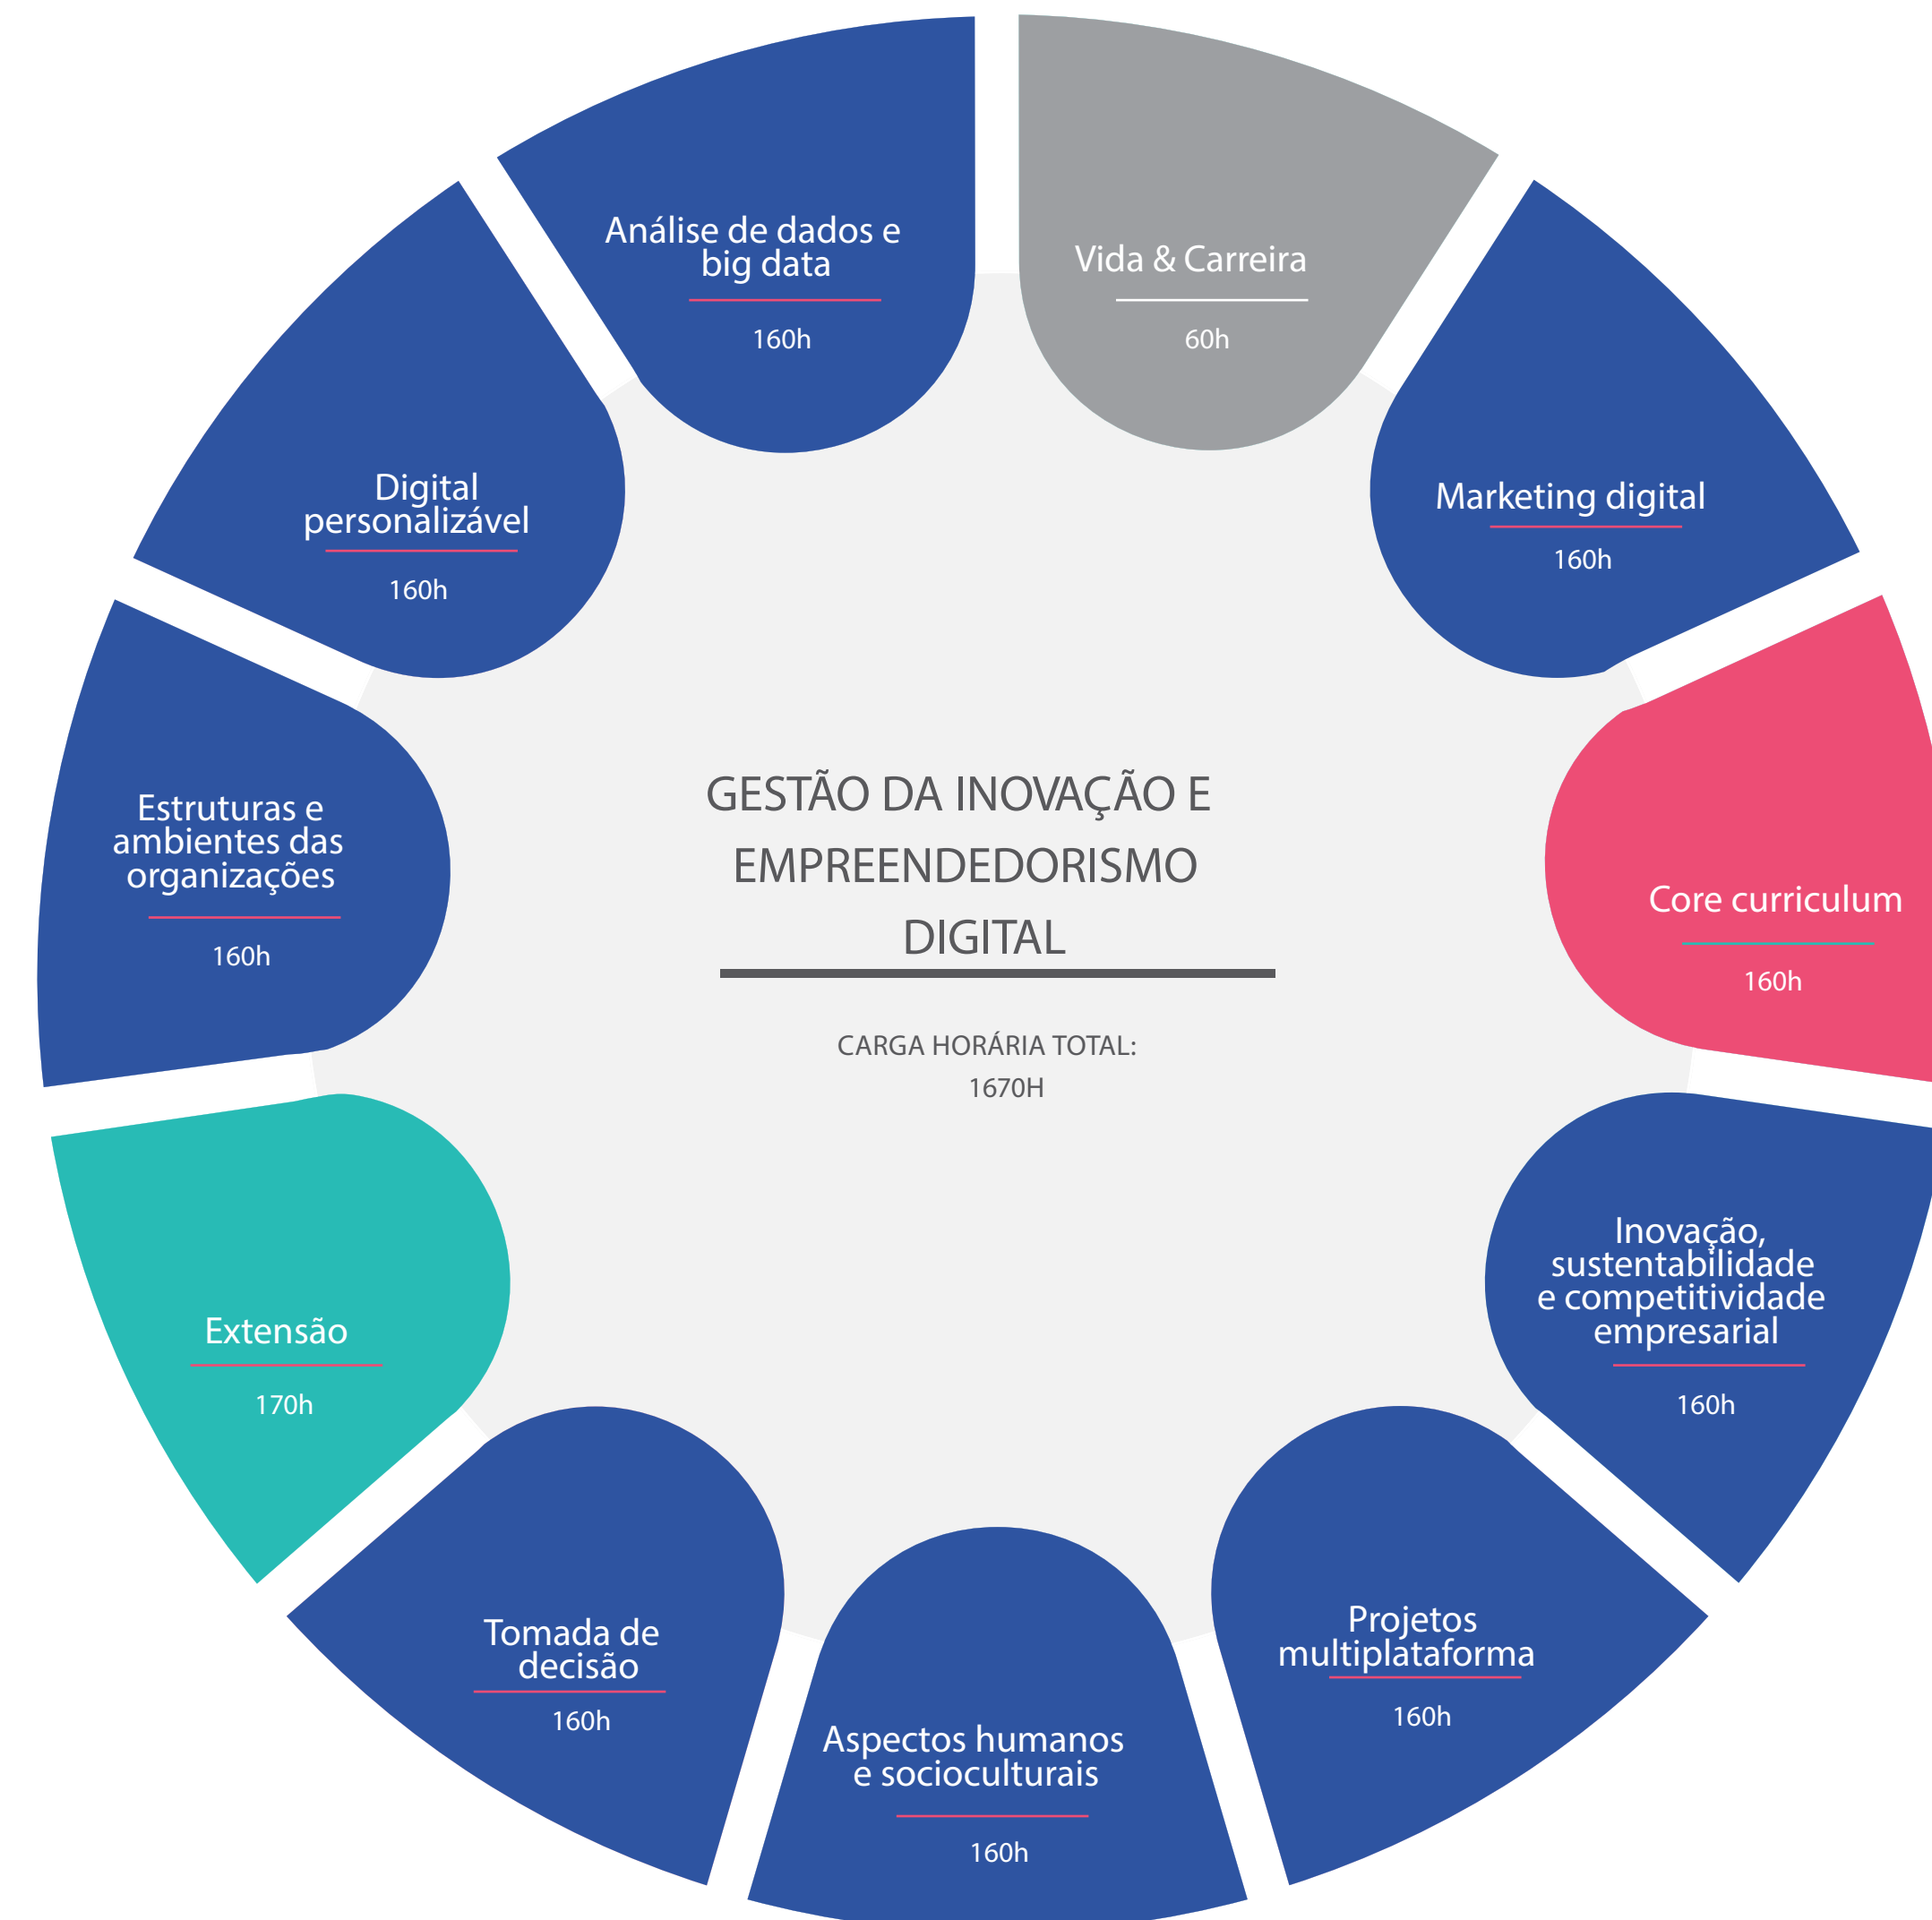 Análise de dados e
big data
160h
Vida & Carreira
60h
Marketing digital
160h
Core curriculum
160h
Inovação,
sustentabilidade
e competitividade
empresarial
160h
Projetos
multiplataforma
160h
Aspectos humanos
e socioculturais
160h
Tomada de
decisão
160h
Extensão
170h
Estruturas e
ambientes das
organizações
160h
Digital
personalizável
160h
GESTÃO DA INOVAÇÃO E
EMPREENDEDORISMO
DIGITAL
CARGA HORÁRIA TOTAL:
1670H